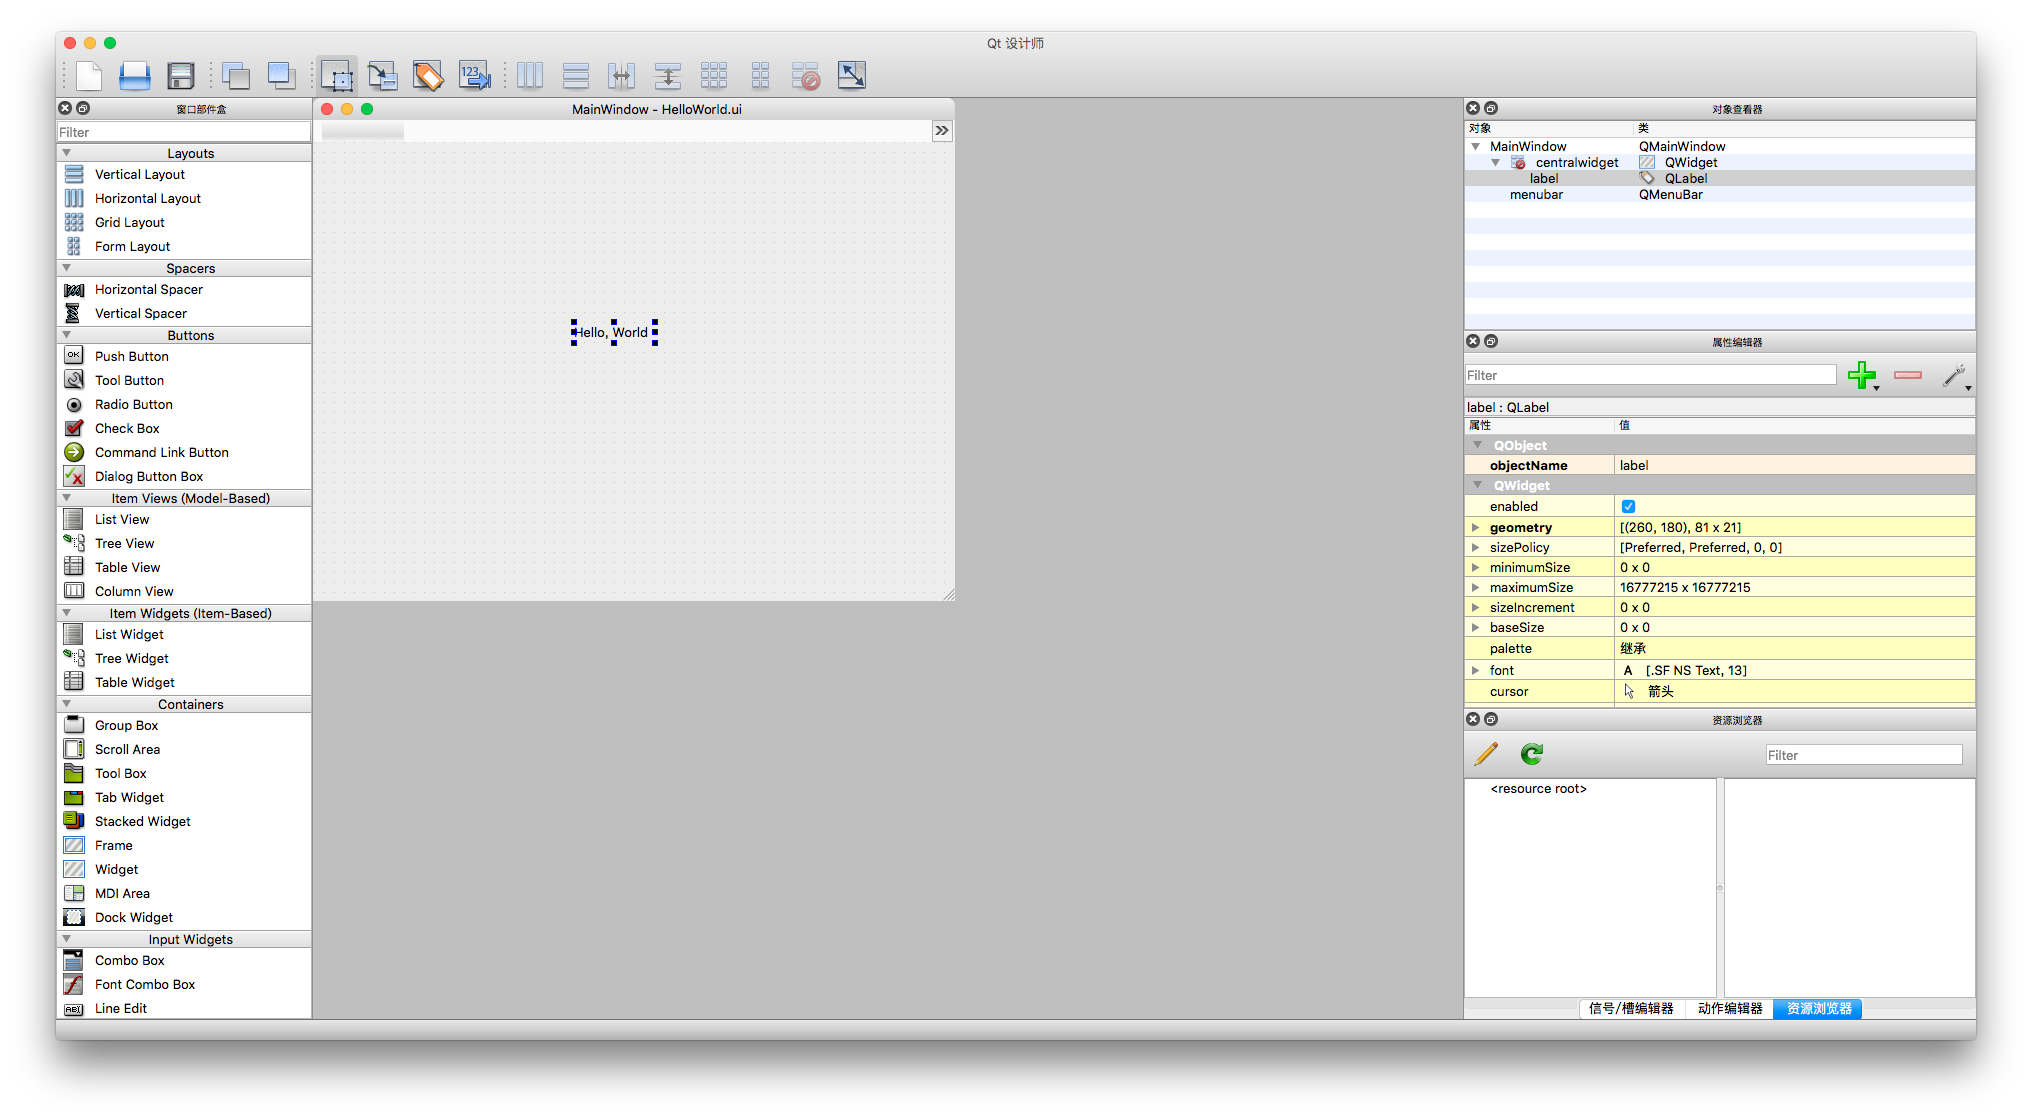 Qt 设计师
123
窗口部件盒
Filter
Layouts
Vertical Layout
Horizontal Layout
Grid Layout
Form Layout
Spacers
Horizontal Spacer
Vertical Spacer
Buttons
OK
Push Button
Tool Button
Radio Button
Check Box
Command Link Button
Dialog Button Box
Item Views (Model-Based)
List View
Tree View
Table View
Column View
Item Widgets (Item-Based)
List Widget
Tree Widget
Table Widget
Containers
Group Box
Scroll Area
Tool Box
Tab Widget
Stacked Widget
Frame
Widget
MDI Area
Dock Widget
Input Widgets
Combo Box
Font Combo Box
ABI
Line Edit
MainWindow - HelloWorld.ui
Hello, World
对象查看器
对象 类
MainWindow QMainWindow
centralwidget QWidget
label QLabel
menubar QMenuBar
属性编辑器
Filter
label : QLabel
属性 值
QObject
objectName label
QWidget
enabled
geometry [(260, 180), 81 x 21]
sizePolicy [Preferred, Preferred, 0, 0]
minimumSize 0 x 0
maximumSize 16777215 x 16777215
sizeIncrement 0 x 0
baseSize 0 x 0
palette 继承
font A [.SF NS Text, 13]
cursor 箭头
资源浏览器
Filter
<resource root>
信号/槽编辑器 动作编辑器 资源浏览器